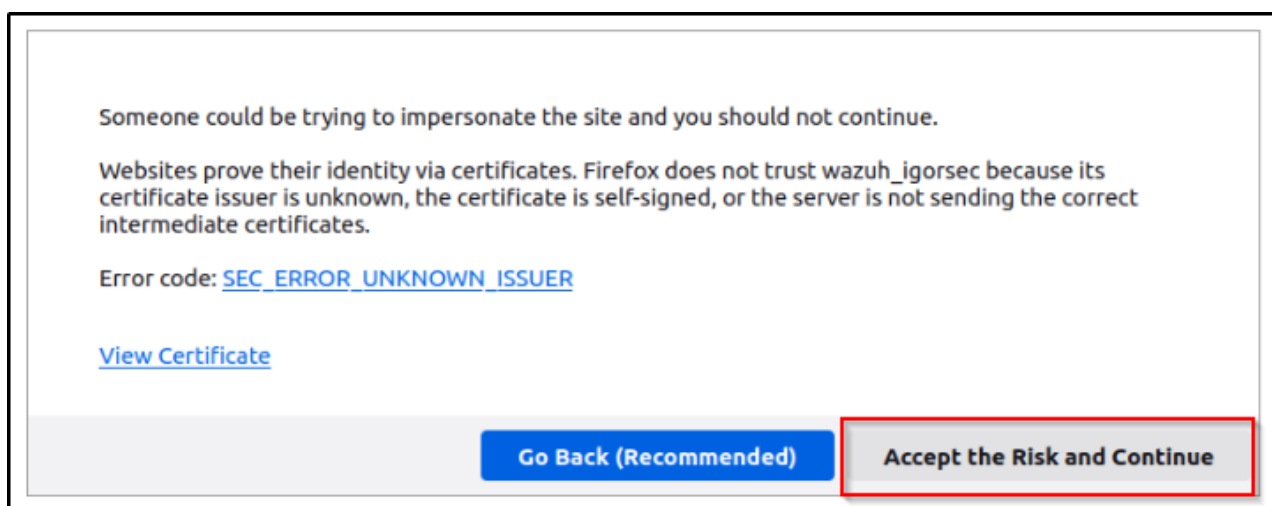 Someone could be trying to impersonate the site and you should not continue.
Websites prove their identity via certificates. Firefox does not trust wazuh_igorsec because its
certificate issuer is unknown, the certificate is self-signed, or the server is not sending the correct
intermediate certificates.
Error code: SEC_ERROR_UNKNOWN_ISSUER
View Certificate
Go Back (Recommended) Accept the Risk and Continue